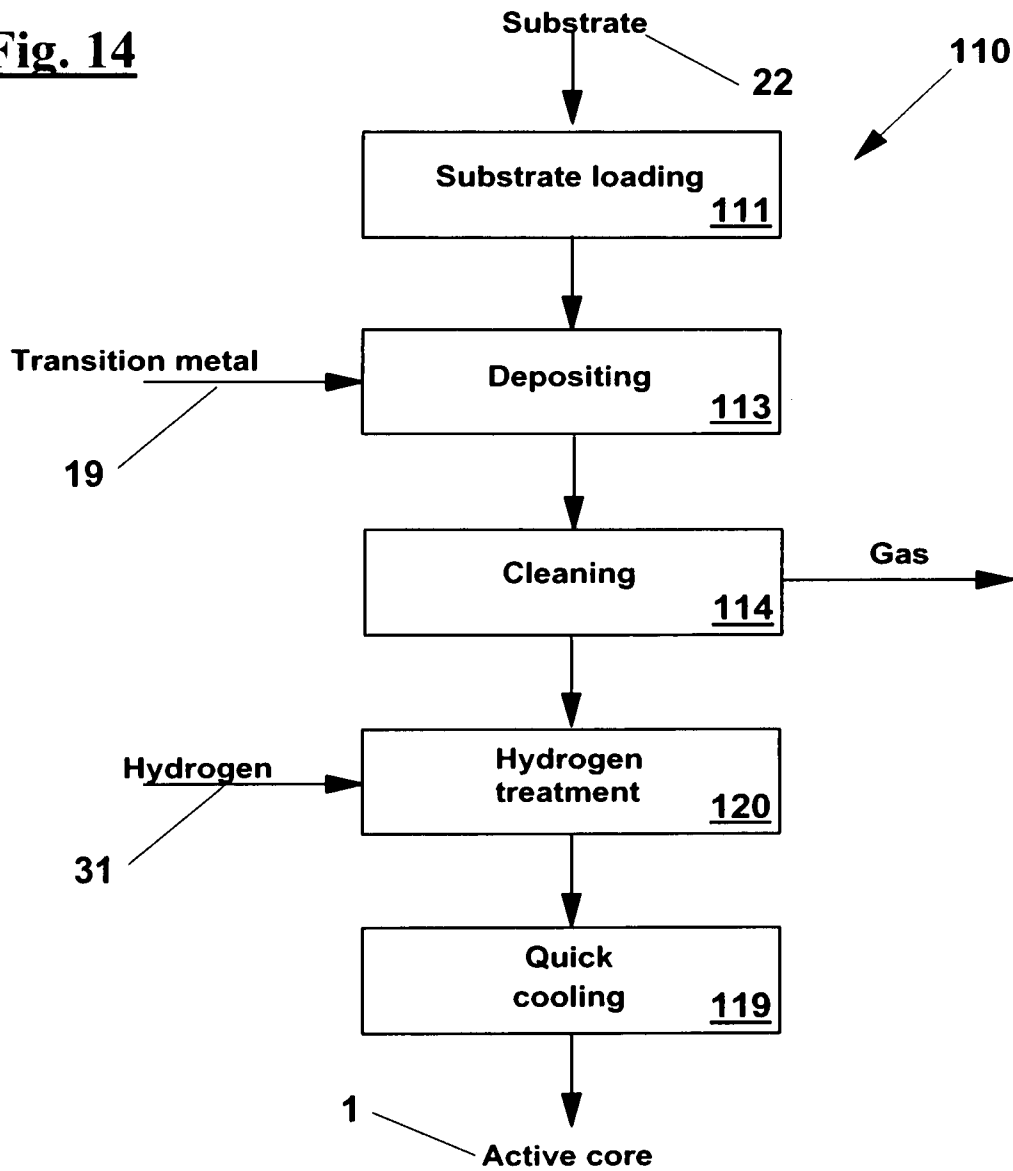 Fig. 14
Substrate
22
110
Substrate loading
111
Transition metal
19
Depositing
113
Cleaning
114
Gas
Hydrogen
31
Hydrogen
treatment
120
Quick
cooling
119
1
Active core